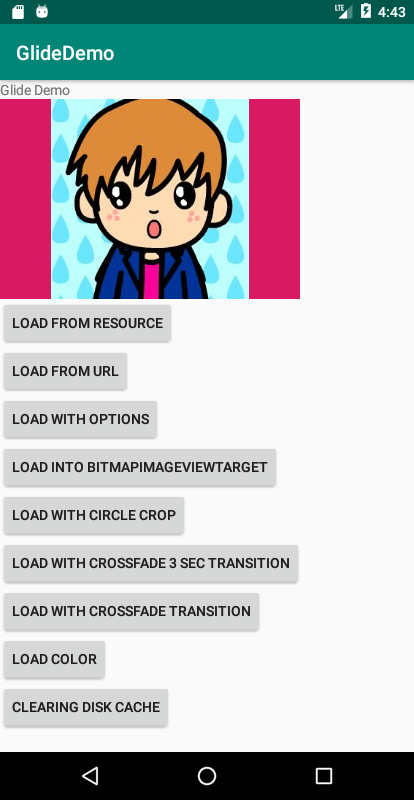 LTE 4:43
GlideDemo
Glide Demo
LOAD FROM RESOURCE
LOAD FROM URL
LOAD WITH OPTIONS
LOAD INTO BITMAPIMAGEVIEWTARGET
LOAD WITH CIRCLE CROP
LOAD WITH CROSSFADE 3 SEC TRANSITION
LOAD WITH CROSSFADE TRANSITION
LOAD COLOR
CLEARING DISK CACHE